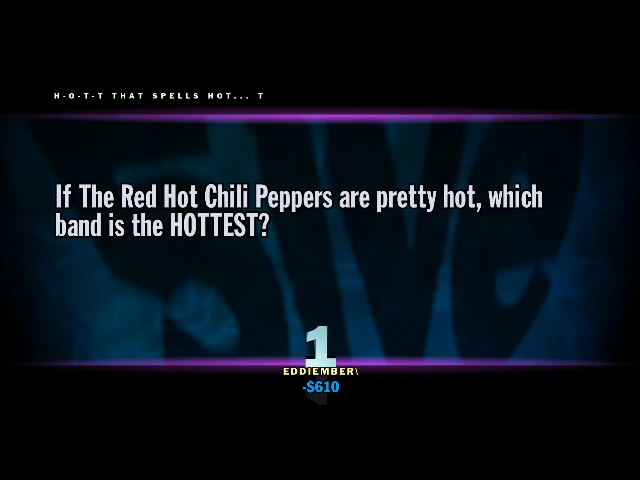 H-O-T-T THAT SPELLS HOT... T
If The Red Hot Chili Peppers are pretty hot, which
band is the HOTTEST?
1
EDDIEMBER\
-$610